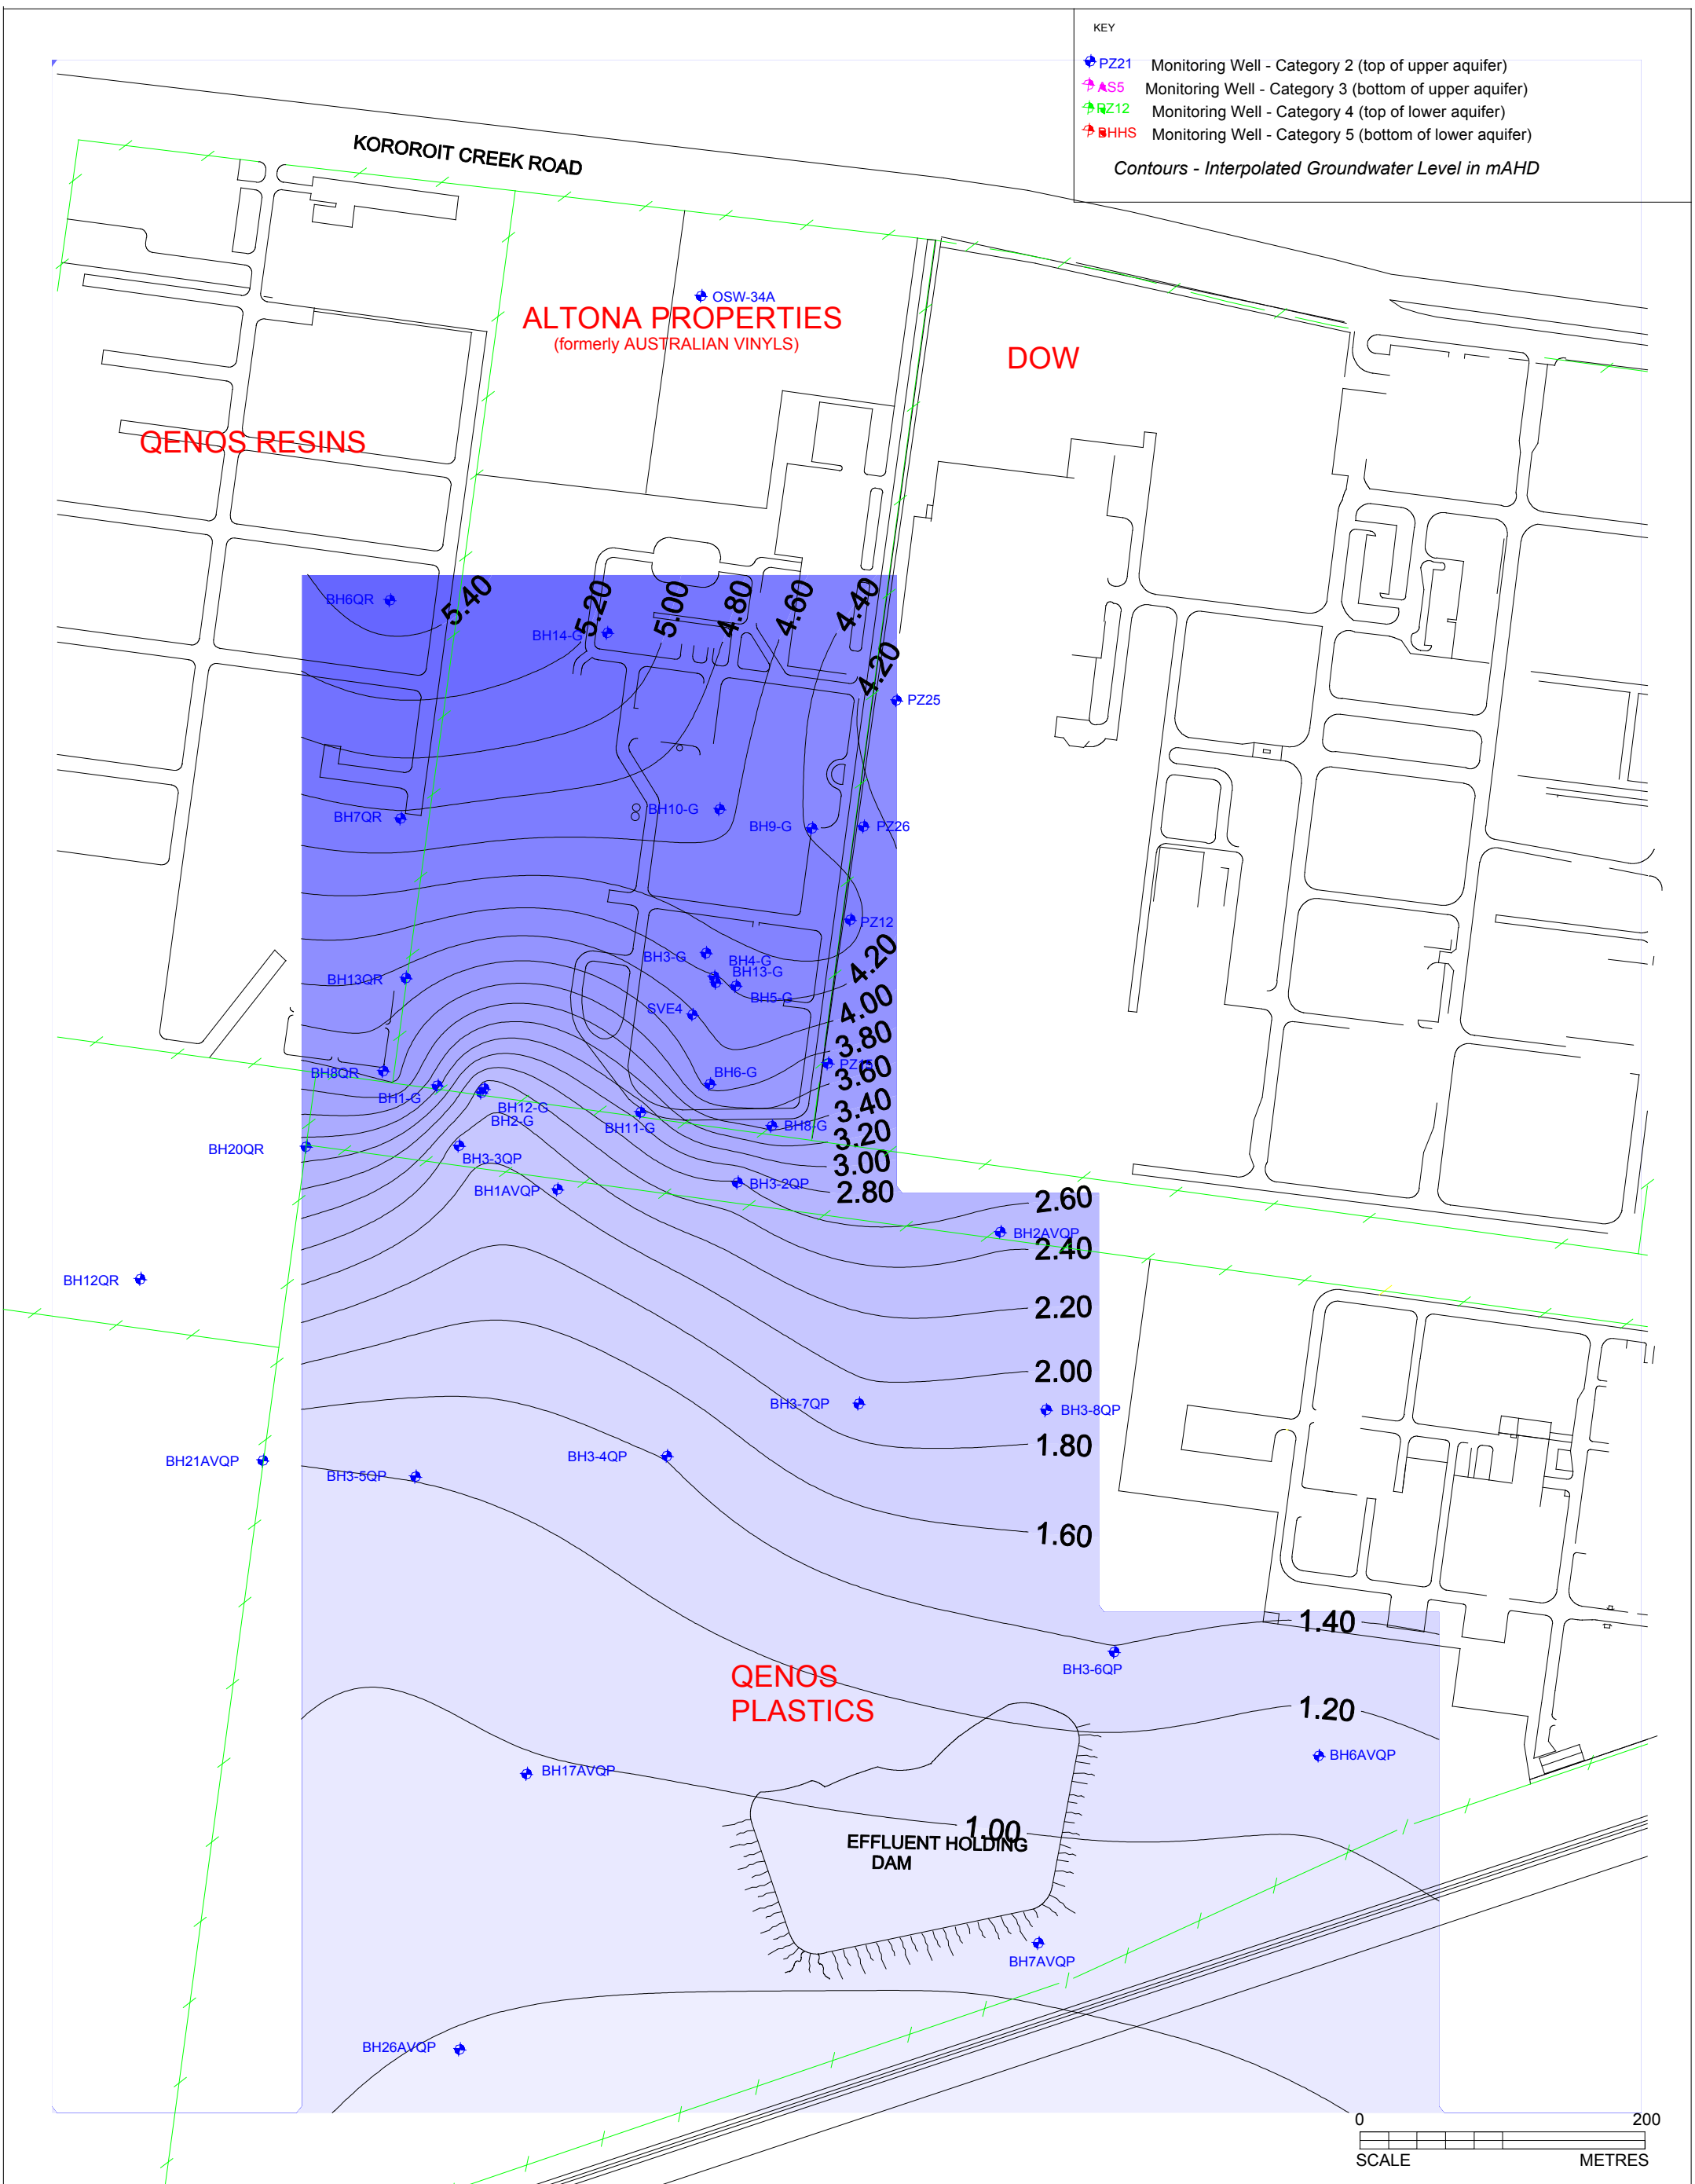 KEY
PZ21 Monitoring Well - Category 2 (top of upper aquifer)
AS5 Monitoring Well - Category 3 (bottom of upper aquifer)
PZ12 Monitoring Well - Category 4 (top of lower aquifer)
BHHS Monitoring Well - Category 5 (bottom of lower aquifer)
Contours - Interpolated Groundwater Level in mAHD
KOROROIT CREEK ROAD
OSW-34A
ALTONA PROPERTIES
(formerly AUSTRALIAN VINYLS)
DOW
QENOS RESINS
BH6QR
5.40
BH14-G
5.20
5.00
4.80
4.60
4.40
4.20
PZ25
BH7QR
BH10-G
BH9-G
PZ26
PZ12
BH3-G
BH4-G
BH13-G
BH5-G
BH13QR
SVE4
4.20
4.00
3.80
3.60
3.40
3.20
3.00
2.80
BH6-G
BH8QR
BH1-G
BH12-G
BH2-G
BH11-G
BH8-G
BH20QR
BH3-3QP
BH1AVQP
BH3-2QP
2.60
BH2AVQP
2.40
BH12QR
2.20
2.00
BH3-7QP
BH3-8QP
1.80
BH21AVQP
BH3-5QP
BH3-4QP
1.60
1.40
BH3-6QP
QENOS
PLASTICS
1.20
BH6AVQP
BH17AVQP
1.00
EFFLUENT HOLDING
DAM
BH7AVQP
BH26AVQP
0 200
SCALE METRES